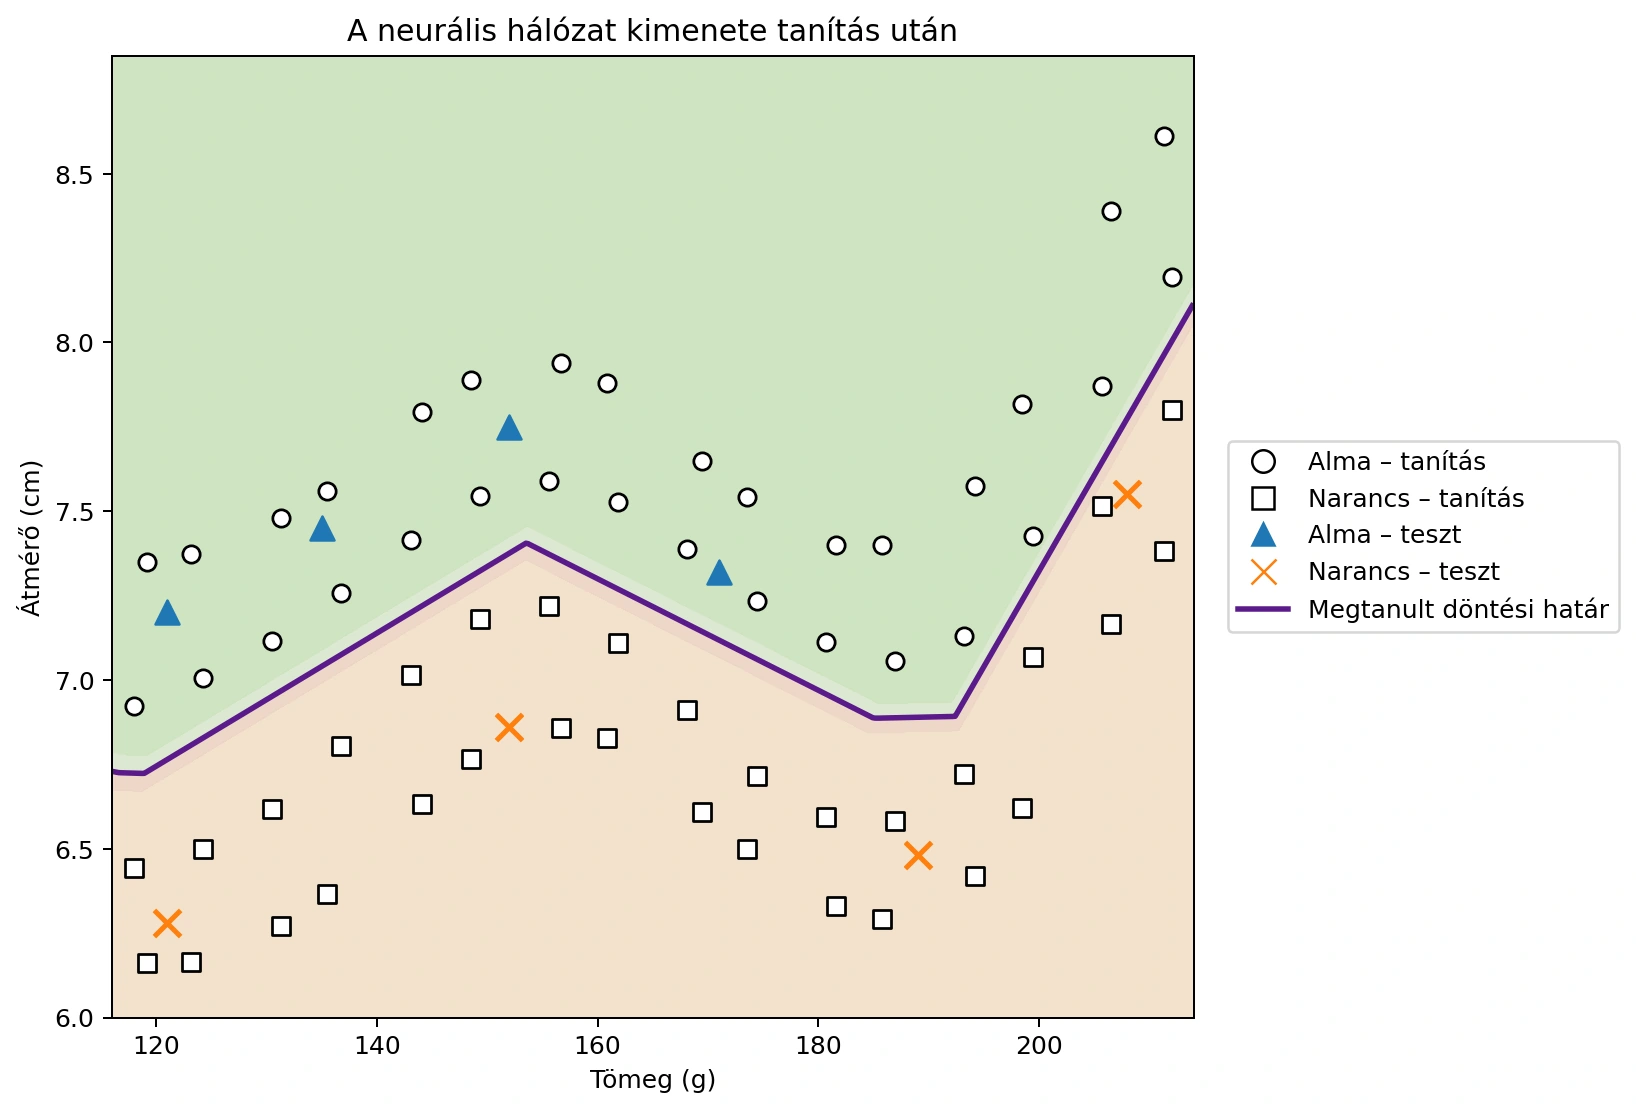 A neurális hálózat kimenete tanítás után
Átmérő (cm)
8.5
8.0
7.5
7.0
6.5
6.0
120 140 160 180 200
Tömeg (g)
Alma – tanítás
Narancs – tanítás
Alma – teszt
Narancs – teszt
Megtanult döntési határ